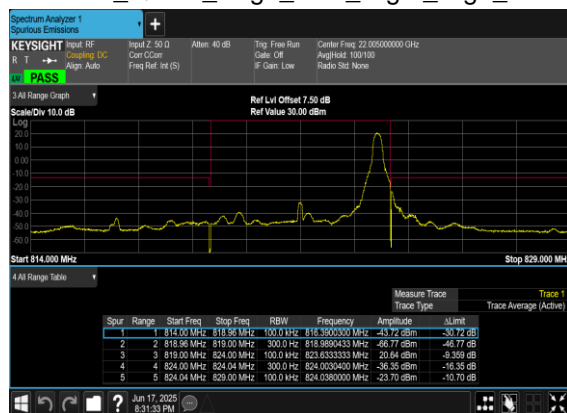 Spectrum Analyzer 1
Spurious Emissions
+
KEYSIGHT Input: RF Input Z: 50 Ω Atten: 40 dB Trig: Free Run Center Freq: 22.005000000 GHz
R T Coupling: DC Corr CCorr Gate: Off Avg|Hold: 100/100
Align: Auto Freq Ref: Int (S) IF Gain: Low Radio Std: None
PASS
3 All Range Graph
Ref Lvl Offset 7.50 dB
Scale/Div 10.0 dB Ref Value 30.00 dBm
Log
20.0
10.0
0.00
-10.0
-20.0
-30.0
-40.0
-50.0
-60.0
Start 814.000 MHz Stop 829.000 MH
4 All Range Table
Measure Trace Trace 1
Trace Type Trace Average (Active)
Spur Range Start Freq Stop Freq RBW Frequency Amplitude ΔLimit
1 1 814.00 MHz 818.96 MHz 100.0 kHz 816.3900300 MHz -43.72 dBm -30.72 dB
2 2 818.96 MHz 819.00 MHz 300.0 Hz 818.9890433 MHz -66.77 dBm -46.77 dB
3 3 819.00 MHz 824.00 MHz 100.0 kHz 823.6333333 MHz 20.64 dBm -9.359 dB
4 4 824.00 MHz 824.04 MHz 300.0 Hz 824.0030400 MHz -36.35 dBm -16.35 dB
5 5 824.04 MHz 829.00 MHz 100.0 kHz 824.0380000 MHz -23.70 dBm -10.70 dB
? Jun 17, 2025
8:31:33 PM